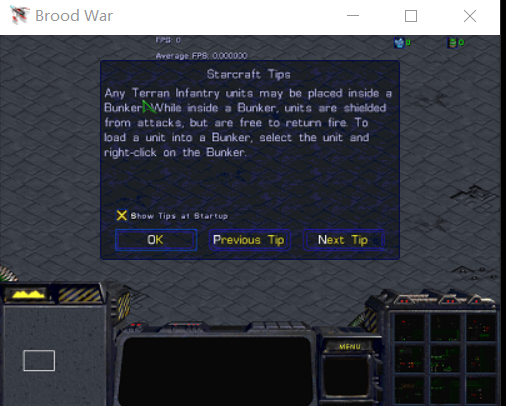 Brood War
FPS: 0
0
0
Average FPS: 0.000000
Starcraft Tips
Any Terran Infantry units may be placed inside a
Bunker. While inside a Bunker, units are shielded
from attacks, but are free to return fire. To
load a unit into a Bunker, select the unit and
right-click on the Bunker.
Show Tips at Startup
OK
Previous Tip
Next Tip
MENU